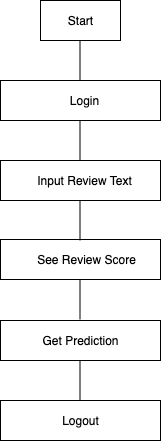 Start
Login
Input Review Text
See Review Score
Get Prediction
Logout